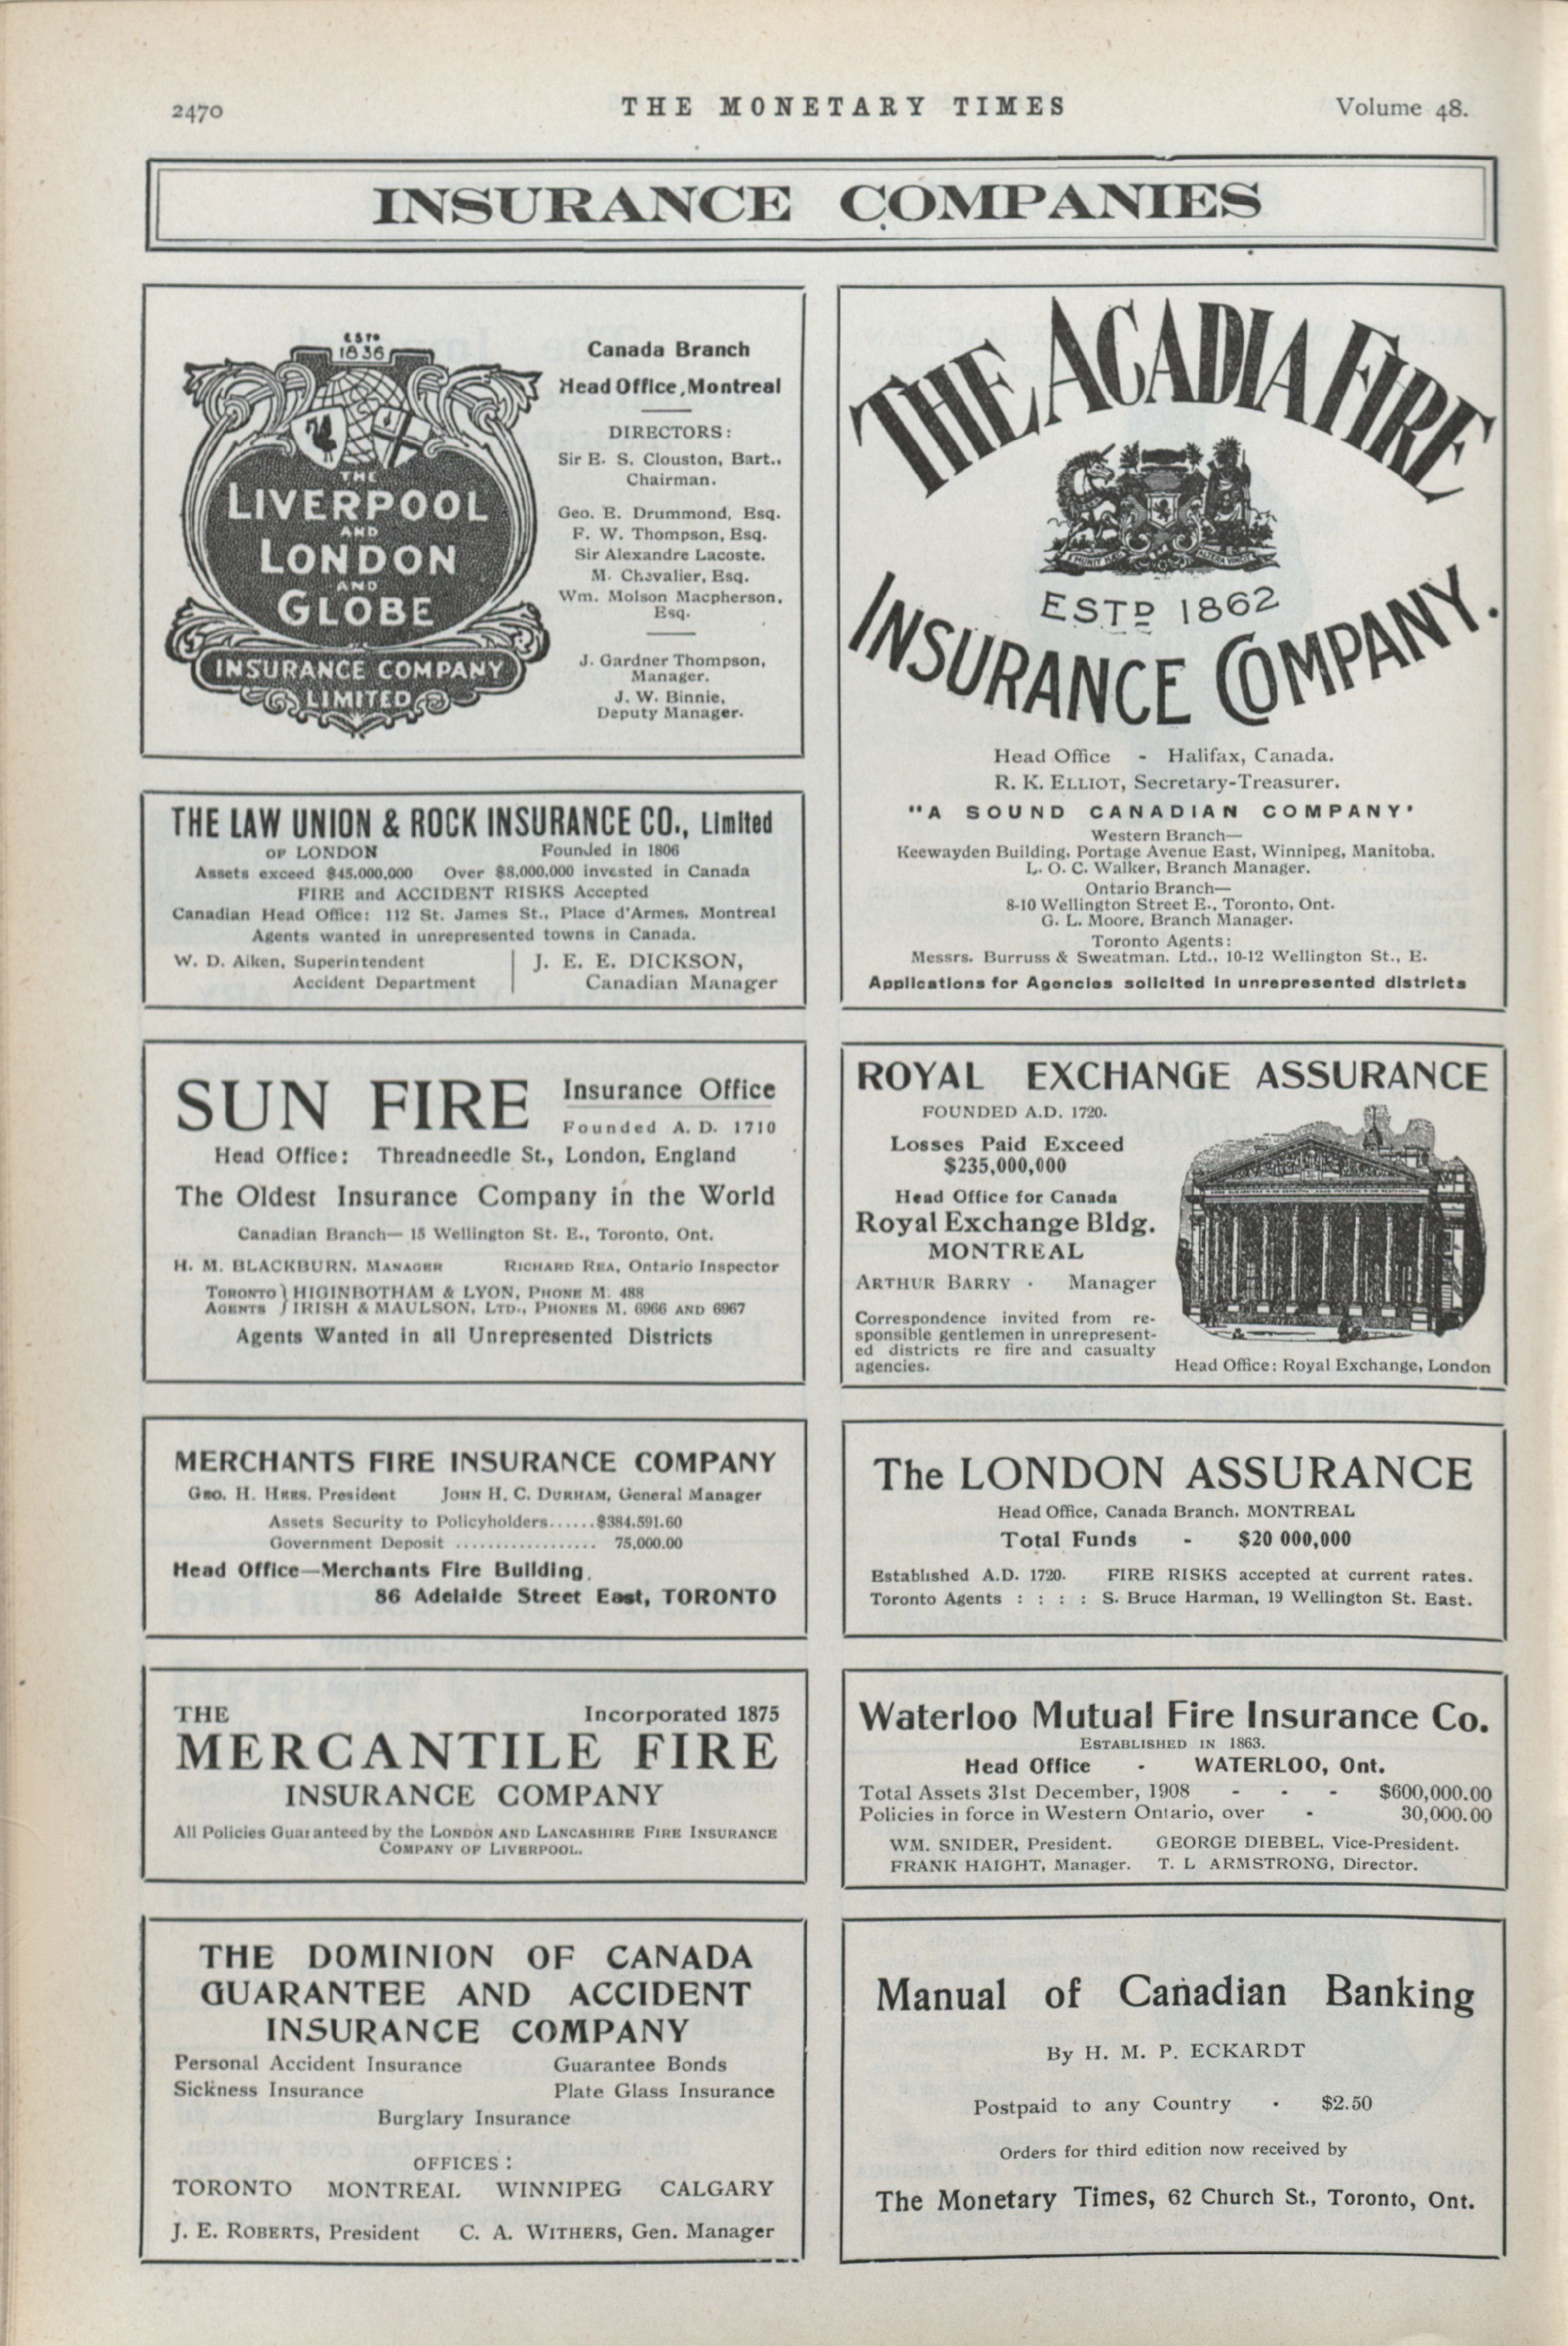 2470
THE MONETARY TIMES
Volume 48.
INSURANCE COMPANIES
ESTD
1836
THE
LIVERPOOL
AND
LONDON
AND
GLOBE
INSURANCE COMPANY
LIMITED
Canada Branch
Head Office, Montreal
DIRECTORS:
Sir E. S. Clouston, Bart.,
Chairman.
Geo. E. Drummond, Esq.
F. W. Thompson, Esq.
Sir Alexandre Lacoste.
M. Chevalier, Esq.
Wm. Molson Macpherson,
Esq.
J. Gardner Thompson,
Manager.
J. W. Binnie,
Deputy Manager.
THE LAW UNION & ROCK INSURANCE CO., Limited
OF LONDON Founded in 1806
Assets exceed $45,000,000 Over $8,000,000 invested in Canada
FIRE and ACCIDENT RISKS Accepted
Canadian Head Office: 112 St. James St., Place d'Armes, Montreal
Agents wanted in unrepresented towns in Canada.
W. D. Aiken, Superintendent
Accident Department
J. E. E. DICKSON,
Canadian Manager
SUN FIRE Insurance Office
Founded A. D. 1710
Head Office: Threadneedle St., London, England
The Oldest Insurance Company in the World
Canadian Branch— 15 Wellington St. E., Toronto, Ont.
H. M. BLACKBURN, MANAGER RICHARD REA, Ontario Inspector
TORONTO } HIGINBOTHAM & LYON, PHONE M. 488
AGENTS } IRISH & MAULSON, LTD., PHONES M. 6966 AND 6967
Agents Wanted in all Unrepresented Districts
MERCHANTS FIRE INSURANCE COMPANY
GEO. H. HEES, President JOHN H. C. DURHAM, General Manager
Assets Security to Policyholders......$384,591.60
Government Deposit .................. 75,000.00
Head Office—Merchants Fire Building,
86 Adelaide Street East, TORONTO
THE Incorporated 1875
MERCANTILE FIRE
INSURANCE COMPANY
All Policies Guaranteed by the LONDON AND LANCASHIRE FIRE INSURANCE
COMPANY OF LIVERPOOL.
THE DOMINION OF CANADA
GUARANTEE AND ACCIDENT
INSURANCE COMPANY
Personal Accident Insurance Guarantee Bonds
Sickness Insurance Plate Glass Insurance
Burglary Insurance
OFFICES:
TORONTO MONTREAL WINNIPEG CALGARY
J. E. ROBERTS, President C. A. WITHERS, Gen. Manager
THE ACADIA FIRE
ESTD 1862
INSURANCE COMPANY.
Head Office - Halifax, Canada.
R. K. ELLIOT, Secretary-Treasurer.
"A SOUND CANADIAN COMPANY'
Western Branch—
Keewayden Building, Portage Avenue East, Winnipeg, Manitoba.
L. O. C. Walker, Branch Manager.
Ontario Branch—
8-10 Wellington Street E., Toronto, Ont.
G. L. Moore, Branch Manager.
Toronto Agents:
Messrs. Burruss & Sweatman. Ltd., 10-12 Wellington St., E.
Applications for Agencies solicited in unrepresented districts
ROYAL EXCHANGE ASSURANCE
FOUNDED A.D. 1720.
Losses Paid Exceed
$235,000,000
Head Office for Canada
Royal Exchange Bldg.
MONTREAL
ARTHUR BARRY - Manager
Correspondence invited from re-
sponsible gentlemen in unrepresent-
ed districts re fire and casualty
agencies.
Head Office: Royal Exchange, London
The LONDON ASSURANCE
Head Office, Canada Branch, MONTREAL
Total Funds - $20 000,000
Established A.D. 1720. FIRE RISKS accepted at current rates.
Toronto Agents : : : : S. Bruce Harman, 19 Wellington St. East.
Waterloo Mutual Fire Insurance Co.
ESTABLISHED IN 1863.
Head Office - WATERLOO, Ont.
Total Assets 31st December, 1908 - - - $600,000.00
Policies in force in Western Ontario, over - 30,000.00
WM. SNIDER, President. GEORGE DIEBEL, Vice-President.
FRANK HAIGHT, Manager. T. L ARMSTRONG, Director.
Manual of Canadian Banking
By H. M. P. ECKARDT
Postpaid to any Country - $2.50
Orders for third edition now received by
The Monetary Times, 62 Church St., Toronto, Ont.